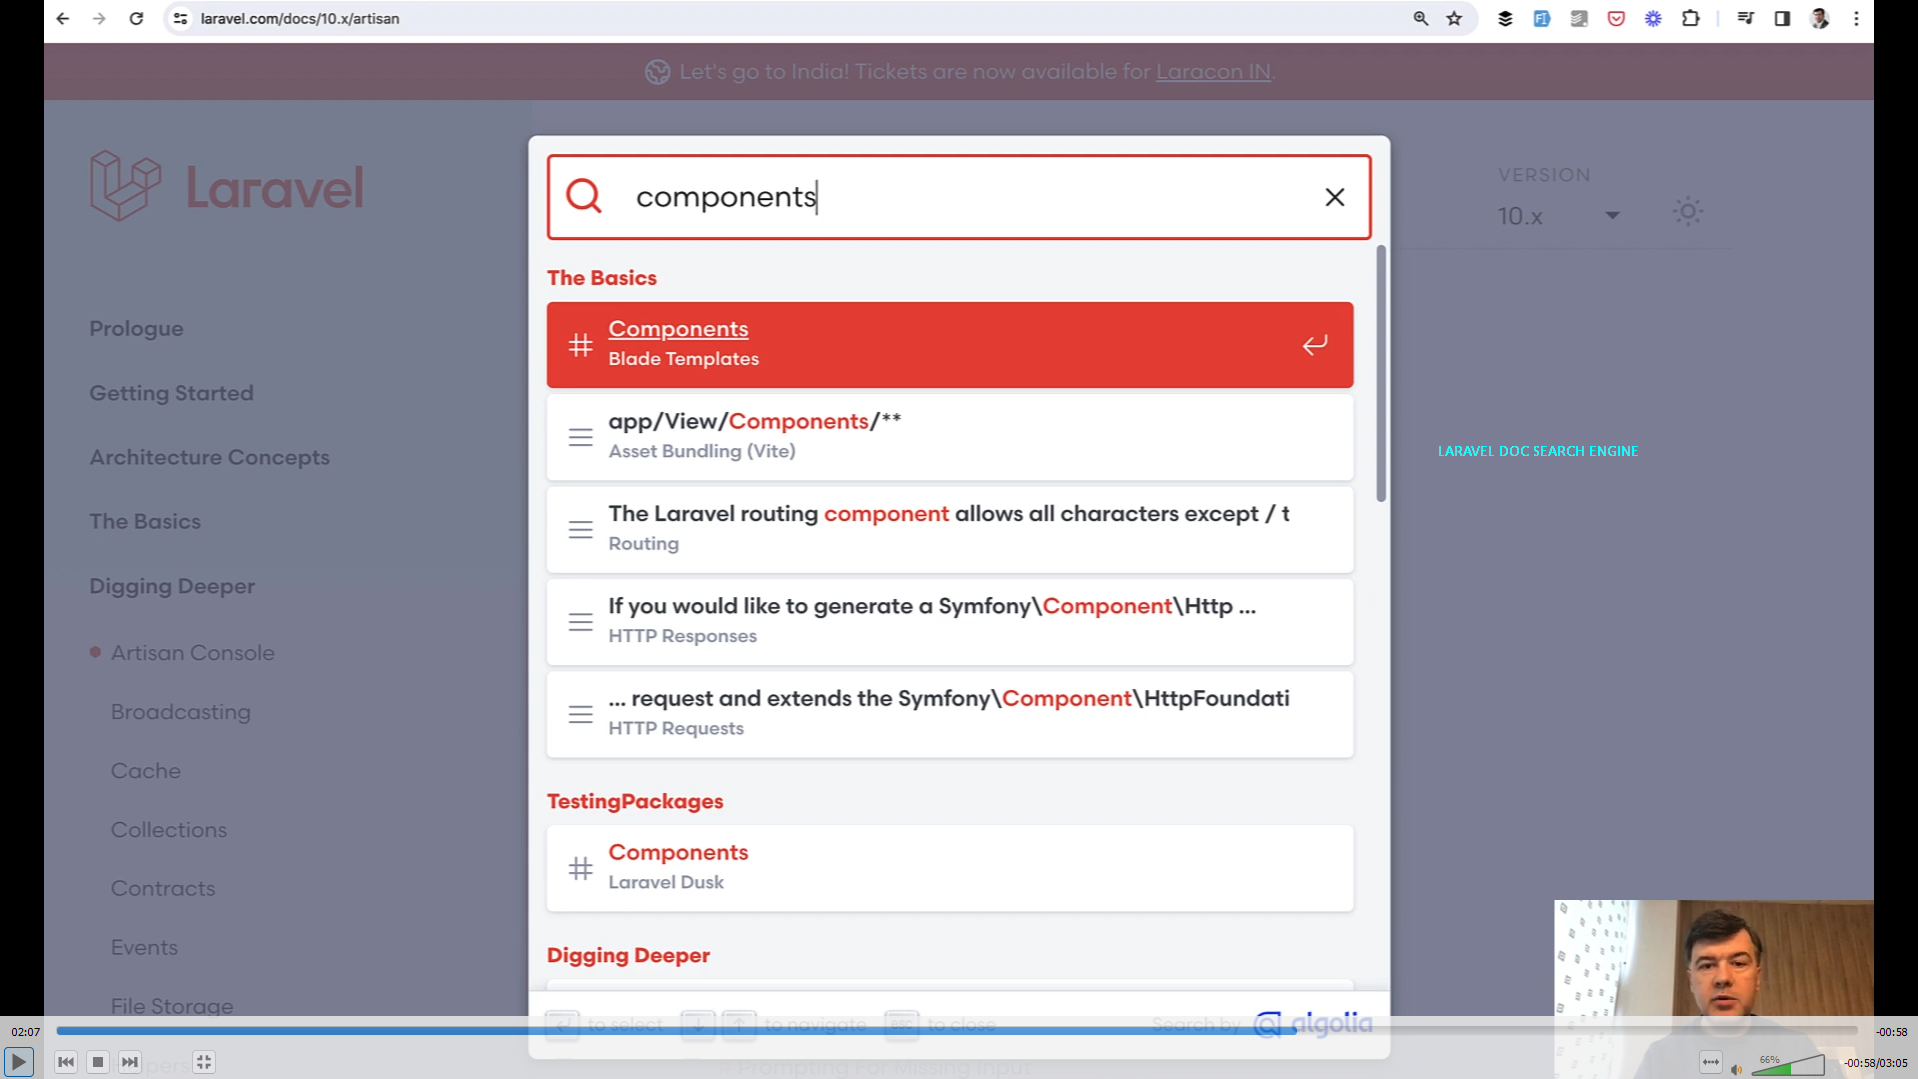 laravel.com/docs/10.x/artisan
Let's go to India! Tickets are now available for Laracon IN.
Laravel
VERSION
10.x
Prologue
Getting Started
Architecture Concepts
The Basics
Digging Deeper
Artisan Console
Broadcasting
Cache
Collections
Contracts
Events
File Storage
components
The Basics
Components
Blade Templates
app/View/Components/**
Asset Bundling (Vite)
The Laravel routing component allows all characters except / t
Routing
If you would like to generate a Symfony\Component\Http ...
HTTP Responses
... request and extends the Symfony\Component\HttpFoundati
HTTP Requests
TestingPackages
Components
Laravel Dusk
Digging Deeper
to select
to navigate
esc to close
Search by algolia
Prompting For Missing Input
LARAVEL DOC SEARCH ENGINE
02:07
-00:58
66%
-00:58/03:05